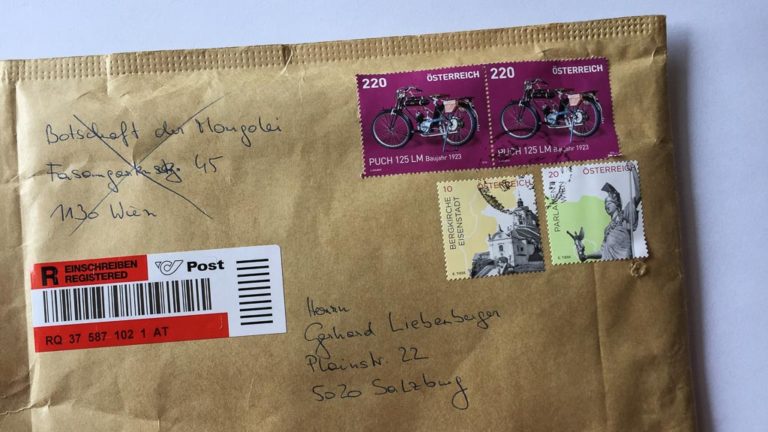 Botschaft der Mongolei
45
1130 Wien
220 ÖSTERREICH
PUCH 125 LM Baujahr 1923
220 ÖSTERREICH
PUCH 125 LM Baujahr 1923
10 ÖSTERREICH
BERGKIRCHE
EISENSTADT
20 ÖSTERREICH
PARLAMENT
WIEN
R EINSCHREIBEN
REGISTERED
Post
RQ 37 587 102 1 AT
Herrn
Gerhard Liebenberger
Plainstr. 22
5020 Salzburg